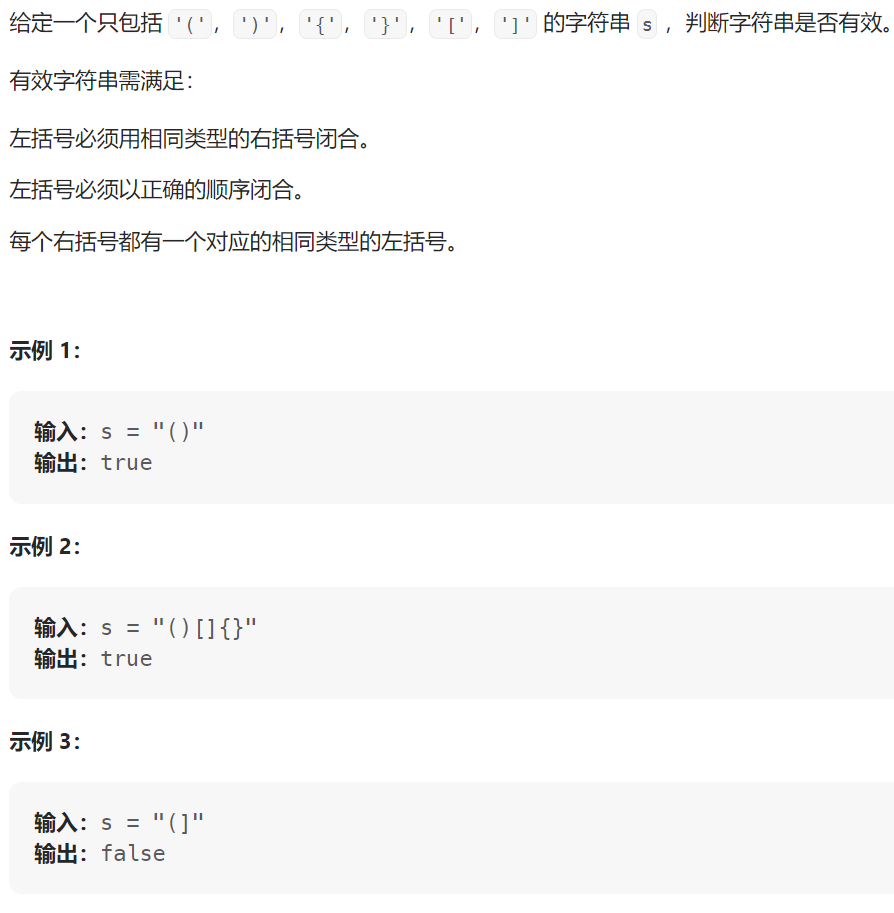 给定一个只包括 '('，')'，'{'，'}'，'['，']' 的字符串 s ，判断字符串是否有效。
有效字符串需满足：
左括号必须用相同类型的右括号闭合。
左括号必须以正确的顺序闭合。
每个右括号都有一个对应的相同类型的左括号。
示例 1：
输入：s = "()"
输出：true
示例 2：
输入：s = "()[]{}"
输出：true
示例 3：
输入：s = "(]"
输出：false